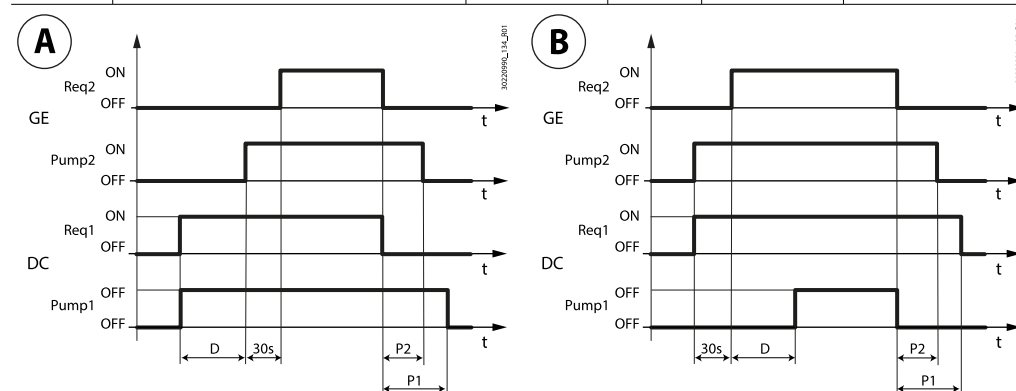 A
30220990_134_R01
Req2
ON
OFF
GE
t
Pump2
ON
OFF
t
Req1
ON
OFF
DC
t
Pump1
OFF
OFF
t
D
30s
P2
P1
B
Req2
ON
OFF
GE
t
Pump2
ON
OFF
t
Req1
ON
OFF
DC
t
Pump1
OFF
OFF
t
30s
D
P2
P1